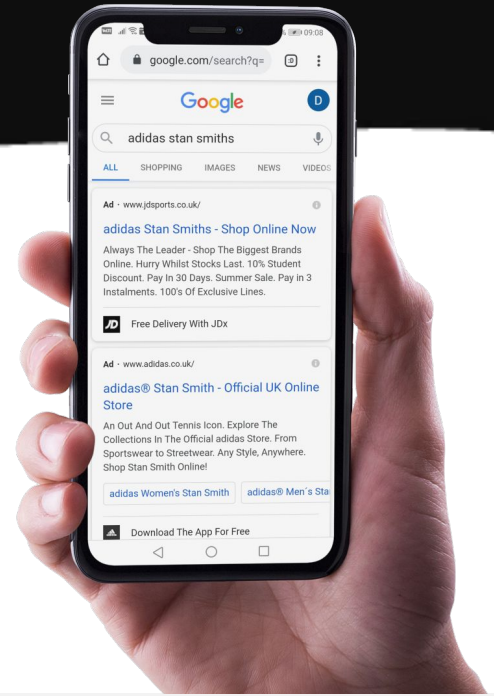 09:08
google.com/search?q=
:D
Google
D
adidas stan smiths
ALL SHOPPING IMAGES NEWS VIDEOS
Ad · www.jdsports.co.uk/
adidas Stan Smiths - Shop Online Now
Always The Leader - Shop The Biggest Brands
Online. Hurry Whilst Stocks Last. 10% Student
Discount. Pay In 30 Days. Summer Sale. Pay in 3
Instalments. 100's Of Exclusive Lines.
JD Free Delivery With JDx
Ad · www.adidas.co.uk/
adidas® Stan Smith - Official UK Online
Store
An Out And Out Tennis Icon. Explore The
Collections In The Official adidas Store. From
Sportswear to Streetwear. Any Style, Anywhere.
Shop Stan Smith Online!
adidas Women's Stan Smith adidas® Men´s Sta
Download The App For Free